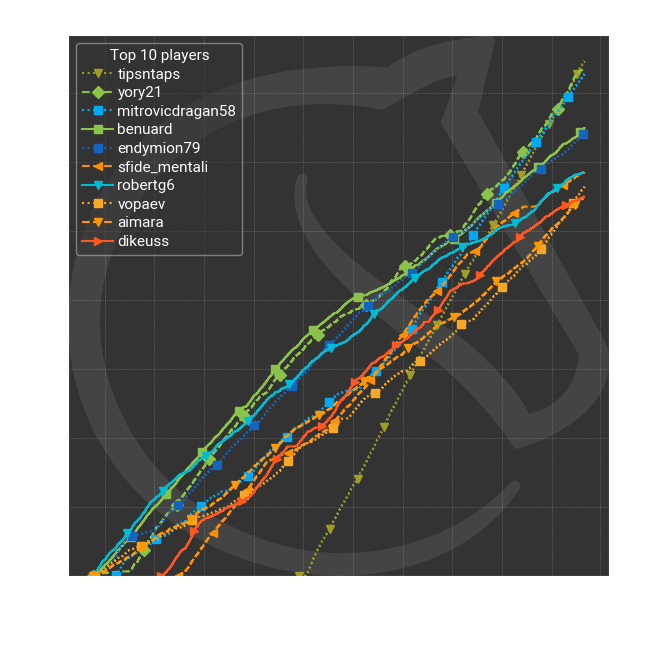 Top 10 players
tipsntaps
yory21
mitrovicdragan58
benuard
endymion79
sfide_mentali
robertg6
vopaev
aimara
dikeuss